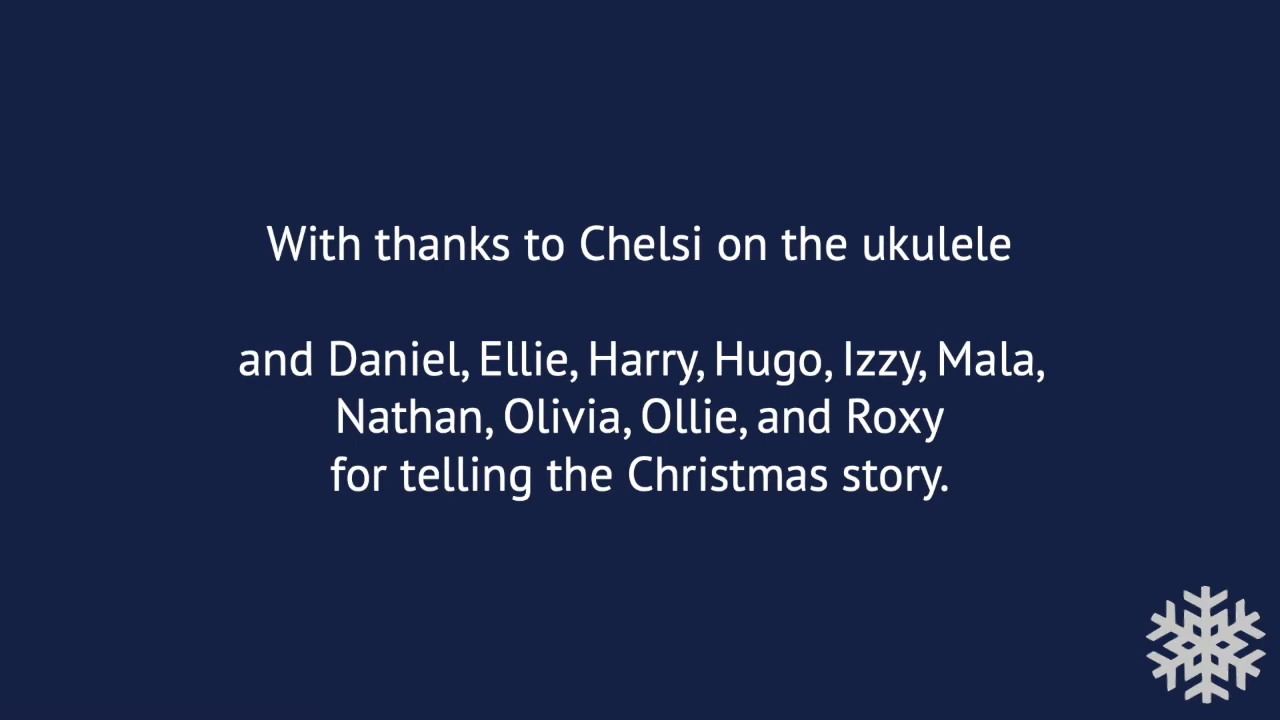 With thanks to Chelsi on the ukulele
and Daniel, Ellie, Harry, Hugo, Izzy, Mala,
Nathan, Olivia, Ollie, and Roxy
for telling the Christmas story.